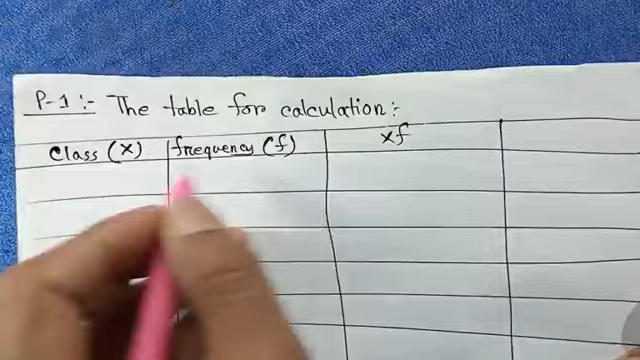 P-1:- The table for calculation:
Class (x) frequency (f) xf